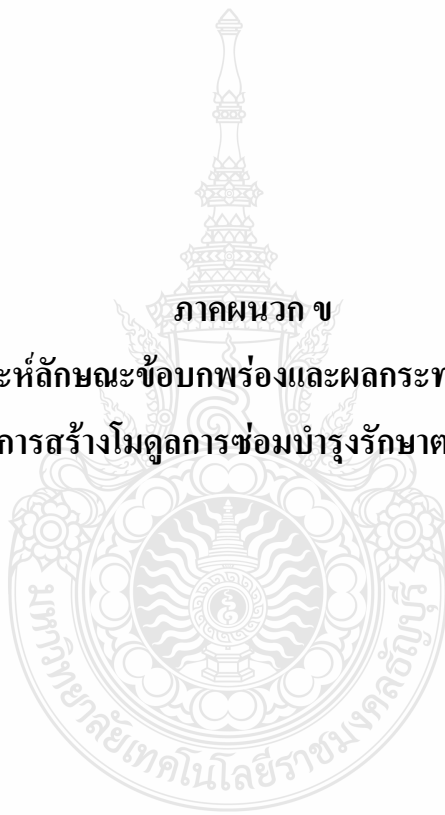 ภาคผนวก ข
ะห์ลักษณะข้อบกพร่องและผลกระท
การสร้างโมดูลการซ่อมบำรุงรักษาต
มหาวิทยาลัยเทคโนโลยีราชมงคลธัญบุรี